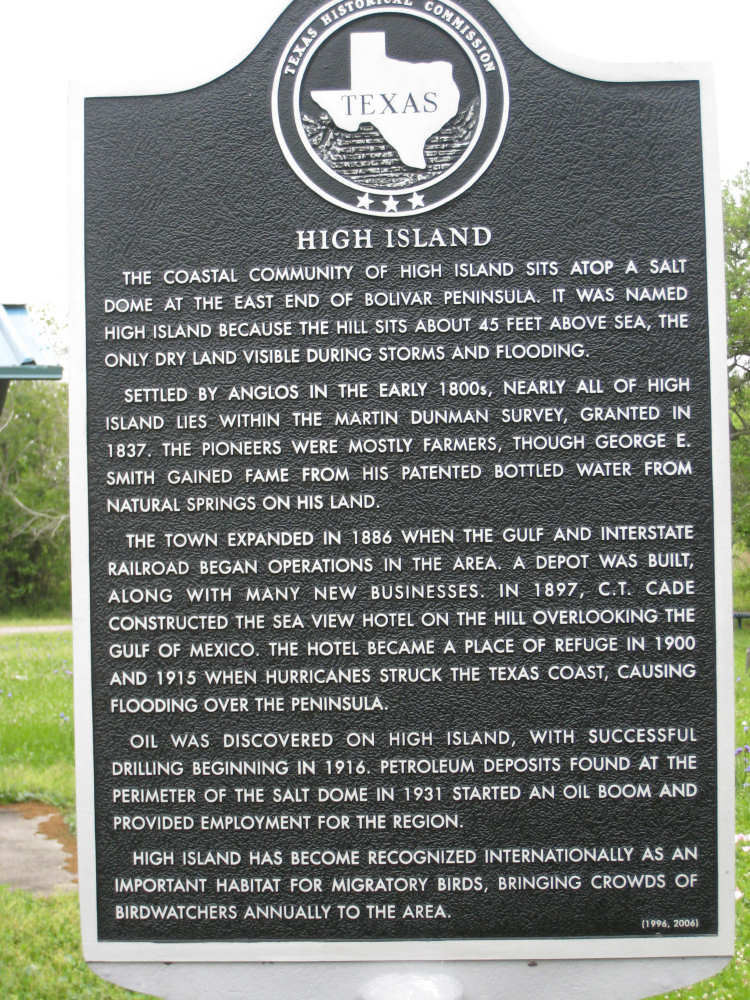 TEXAS HISTORICAL COMMISSION
TEXAS
HIGH ISLAND
THE COASTAL COMMUNITY OF HIGH ISLAND SITS ATOP A SALT
DOME AT THE EAST END OF BOLIVAR PENINSULA. IT WAS NAMED
HIGH ISLAND BECAUSE THE HILL SITS ABOUT 45 FEET ABOVE SEA, THE
ONLY DRY LAND VISIBLE DURING STORMS AND FLOODING.
SETTLED BY ANGLOS IN THE EARLY 1800s, NEARLY ALL OF HIGH
ISLAND LIES WITHIN THE MARTIN DUNMAN SURVEY, GRANTED IN
1837. THE PIONEERS WERE MOSTLY FARMERS, THOUGH GEORGE E.
SMITH GAINED FAME FROM HIS PATENTED BOTTLED WATER FROM
NATURAL SPRINGS ON HIS LAND.
THE TOWN EXPANDED IN 1886 WHEN THE GULF AND INTERSTATE
RAILROAD BEGAN OPERATIONS IN THE AREA. A DEPOT WAS BUILT,
ALONG WITH MANY NEW BUSINESSES. IN 1897, C.T. CADE
CONSTRUCTED THE SEA VIEW HOTEL ON THE HILL OVERLOOKING THE
GULF OF MEXICO. THE HOTEL BECAME A PLACE OF REFUGE IN 1900
AND 1915 WHEN HURRICANES STRUCK THE TEXAS COAST, CAUSING
FLOODING OVER THE PENINSULA.
OIL WAS DISCOVERED ON HIGH ISLAND, WITH SUCCESSFUL
DRILLING BEGINNING IN 1916. PETROLEUM DEPOSITS FOUND AT THE
PERIMETER OF THE SALT DOME IN 1931 STARTED AN OIL BOOM AND
PROVIDED EMPLOYMENT FOR THE REGION.
HIGH ISLAND HAS BECOME RECOGNIZED INTERNATIONALLY AS AN
IMPORTANT HABITAT FOR MIGRATORY BIRDS, BRINGING CROWDS OF
BIRDWATCHERS ANNUALLY TO THE AREA.
(1996, 2006)